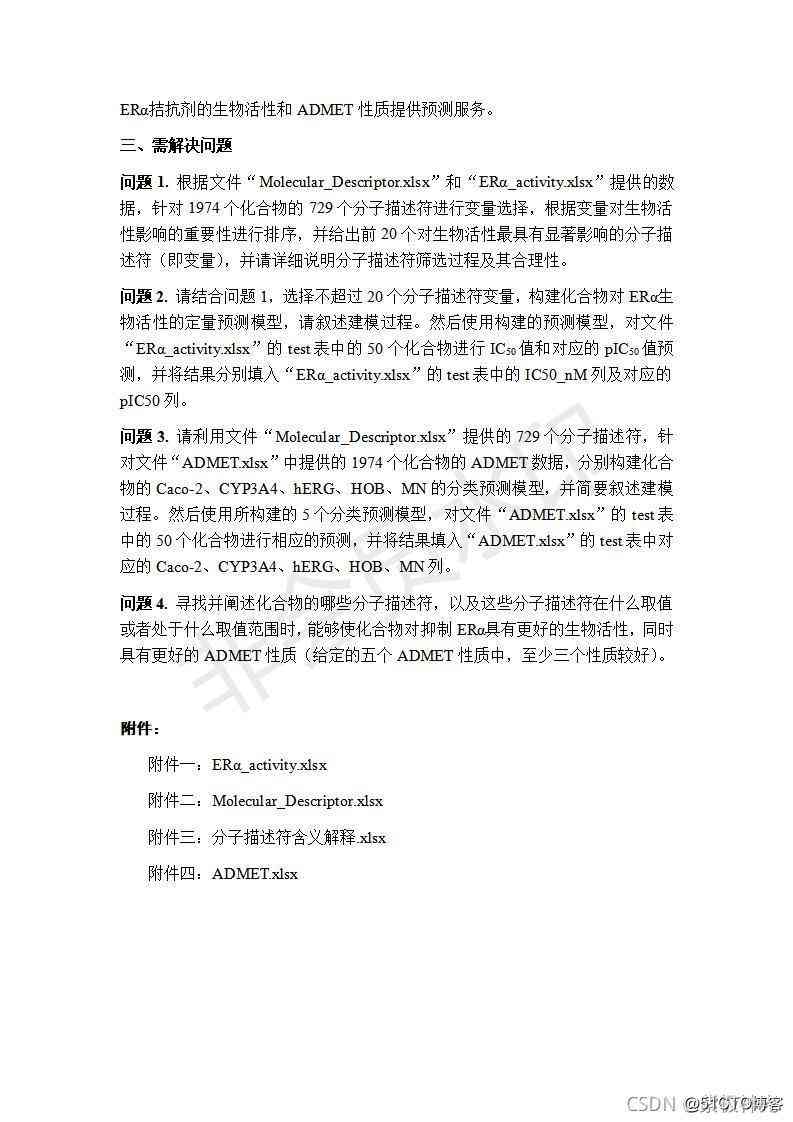 ERα拮抗剂的生物活性和 ADMET 性质提供预测服务。
三、需解决问题
问题 1. 根据文件“Molecular_Descriptor.xlsx”和“ERα_activity.xlsx”提供的数
据，针对 1974 个化合物的 729 个分子描述符进行变量选择，根据变量对生物活
性影响的重要性进行排序，并给出前 20 个对生物活性最具有显著影响的分子描
述符（即变量），并请详细说明分子描述符筛选过程及其合理性。
问题 2. 请结合问题 1，选择不超过 20 个分子描述符变量，构建化合物对 ERα生
物活性的定量预测模型，请叙述建模过程。然后使用构建的预测模型，对文件
“ERα_activity.xlsx”的 test 表中的 50 个化合物进行 IC50 值和对应的 pIC50 值预
测，并将结果分别填入“ERα_activity.xlsx”的 test 表中的 IC50_nM 列及对应的
pIC50 列。
问题 3. 请利用文件“Molecular_Descriptor.xlsx”提供的 729 个分子描述符，针
对文件“ADMET.xlsx”中提供的 1974 个化合物的 ADMET 数据，分别构建化合
物的 Caco-2、CYP3A4、hERG、HOB、MN 的分类预测模型，并简要叙述建模
过程。然后使用所构建的 5 个分类预测模型，对文件“ADMET.xlsx”的 test 表
中的 50 个化合物进行相应的预测，并将结果填入“ADMET.xlsx”的 test 表中对
应的 Caco-2、CYP3A4、hERG、HOB、MN 列。
问题 4. 寻找并阐述化合物的哪些分子描述符，以及这些分子描述符在什么取值
或者处于什么取值范围时，能够使化合物对抑制 ERα具有更好的生物活性，同时
具有更好的 ADMET 性质（给定的五个 ADMET 性质中，至少三个性质较好）。
附件：
附件一：ERα_activity.xlsx
附件二：Molecular_Descriptor.xlsx
附件三：分子描述符含义解释.xlsx
附件四：ADMET.xlsx
CSDN @51CTO博客